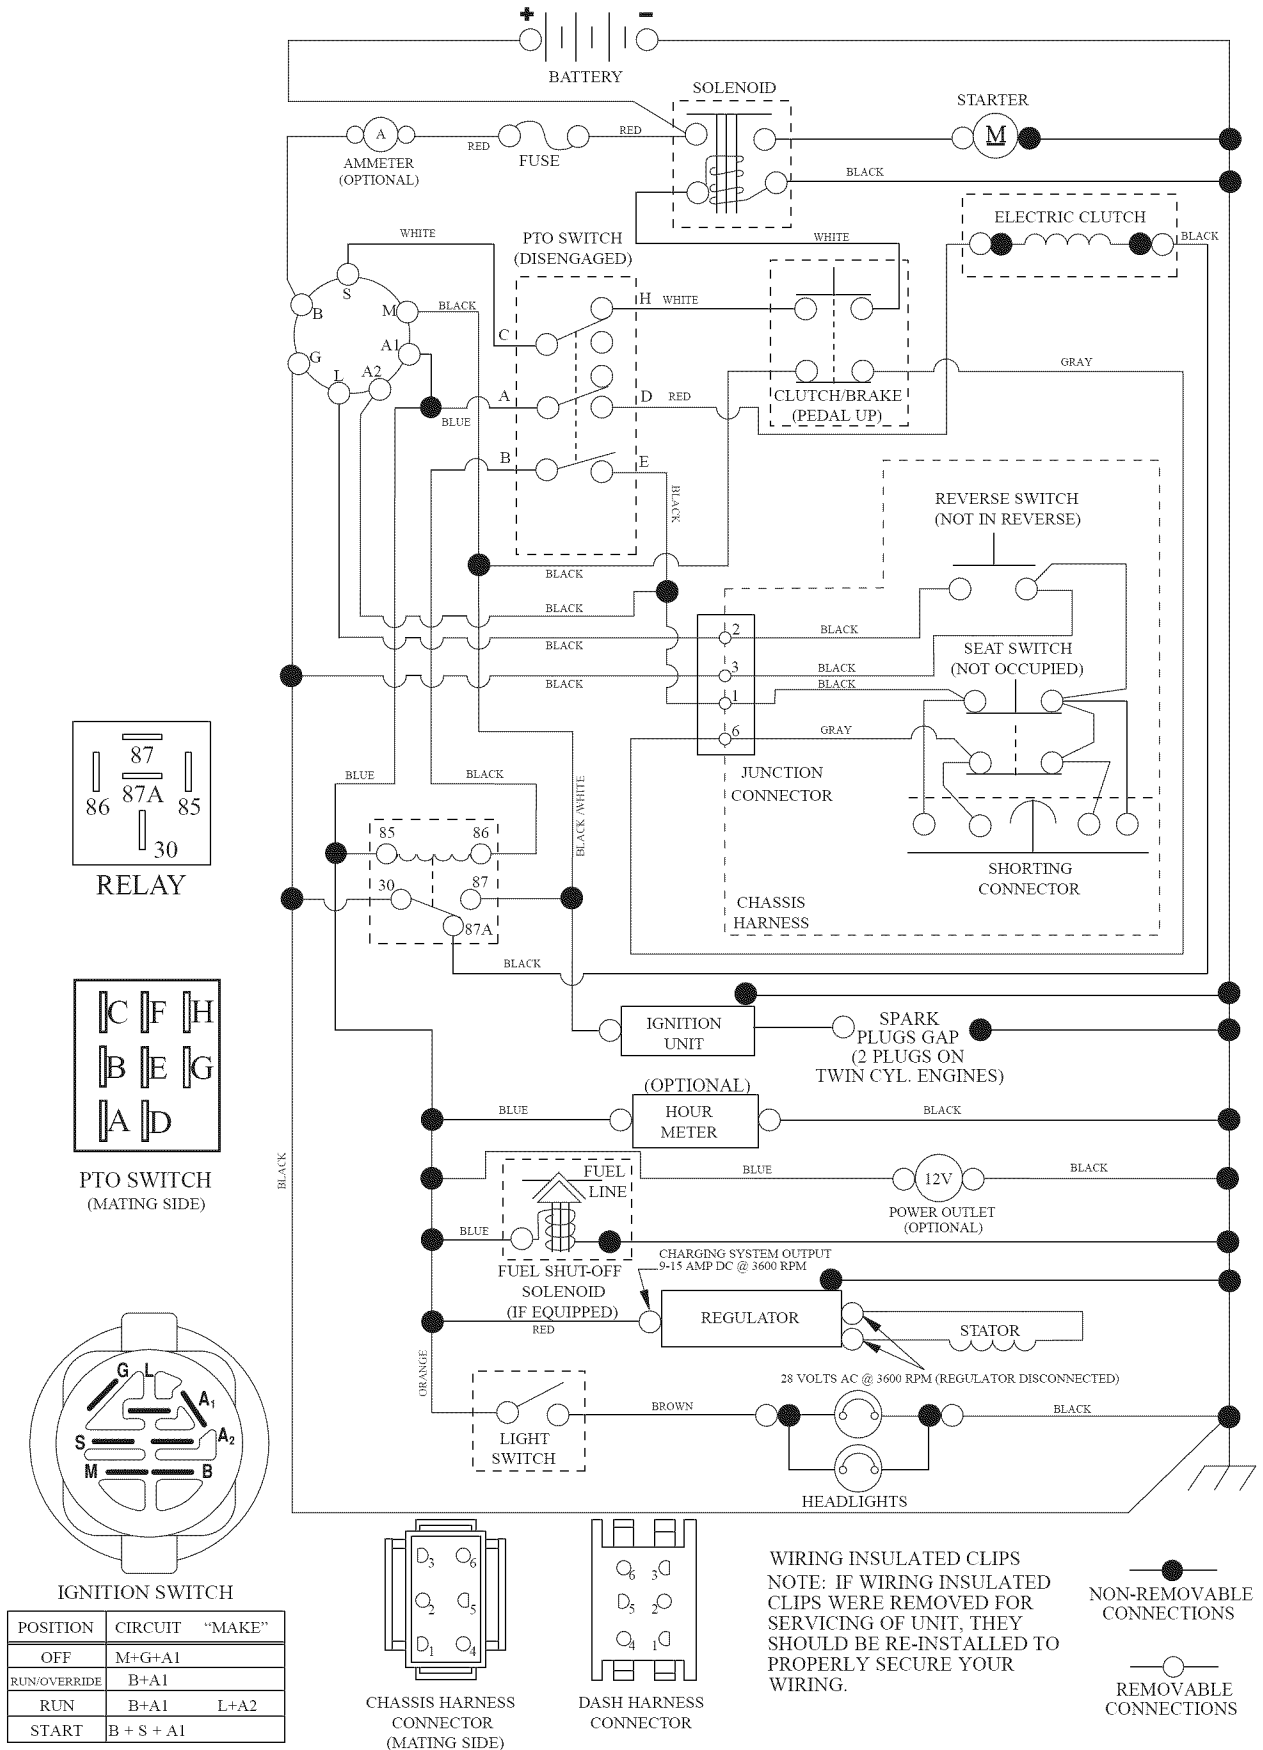 +
-
BATTERY
SOLENOID
STARTER
A
RED
FUSE
RED
M
AMMETER
(OPTIONAL)
BLACK
ELECTRIC CLUTCH
WHITE
PTO SWITCH
(DISENGAGED)
WHITE
BLACK
S
B
M
BLACK
H
WHITE
C
G
A1
L
A2
GRAY
A
BLUE
D
RED
CLUTCH/BRAKE
(PEDAL UP)
B
E
BLACK
REVERSE SWITCH
(NOT IN REVERSE)
BLACK
BLACK
BLACK
2
BLACK
SEAT SWITCH
(NOT OCCUPIED)
3
BLACK
BLACK
BLACK
1
6
GRAY
JUNCTION
CONNECTOR
87
86
87A
85
30
RELAY
BLUE
BLACK
BLACK /WHITE
85
86
30
87
87A
SHORTING
CONNECTOR
CHASSIS
HARNESS
BLACK
C
F
H
B
E
G
A
D
PTO SWITCH
(MATING SIDE)
IGNITION
UNIT
SPARK
PLUGS GAP
(2 PLUGS ON
TWIN CYL. ENGINES)
(OPTIONAL)
BLUE
HOUR
METER
BLACK
BLACK
FUEL
LINE
BLUE
12V
BLACK
POWER OUTLET
(OPTIONAL)
BLUE
FUEL SHUT-OFF
SOLENOID
(IF EQUIPPED)
CHARGING SYSTEM OUTPUT
9-15 AMP DC @ 3600 RPM
RED
REGULATOR
STATOR
ORANGE
28 VOLTS AC @ 3600 RPM (REGULATOR DISCONNECTED)
BROWN
BLACK
LIGHT
SWITCH
HEADLIGHTS
G
L
A1
A2
S
M
B
IGNITION SWITCH
POSITION CIRCUIT "MAKE"
OFF M+G+A1
RUN/OVERRIDE B+A1
RUN B+A1 L+A2
START B + S + A1
3
6
2
5
1
4
CHASSIS HARNESS
CONNECTOR
(MATING SIDE)
6
3
5
2
4
1
DASH HARNESS
CONNECTOR
WIRING INSULATED CLIPS
NOTE: IF WIRING INSULATED
CLIPS WERE REMOVED FOR
SERVICING OF UNIT, THEY
SHOULD BE RE-INSTALLED TO
PROPERLY SECURE YOUR
WIRING.
NON-REMOVABLE
CONNECTIONS
REMOVABLE
CONNECTIONS